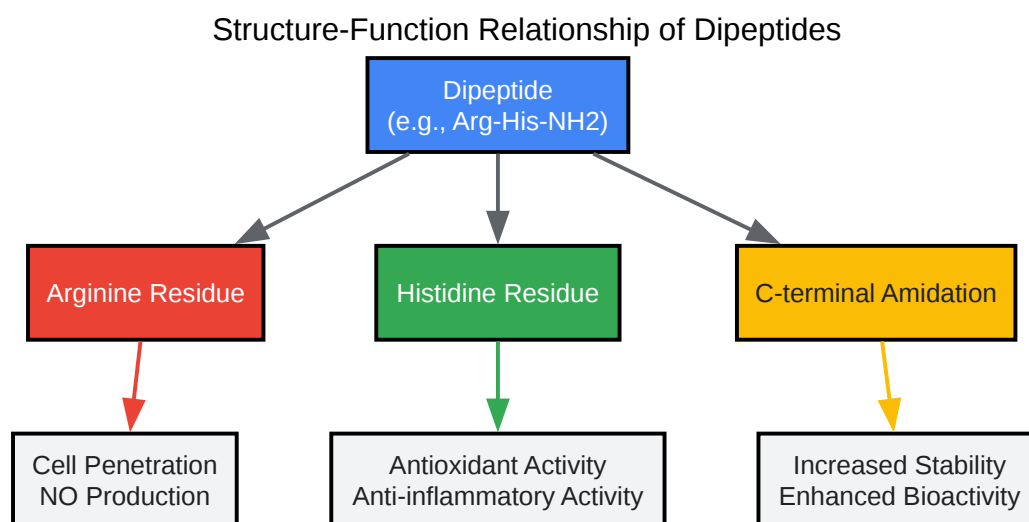 Structure-Function Relationship of Dipeptides
Dipeptide
(e.g., Arg-His-NH2)
Arginine Residue
Histidine Residue
C-terminal Amidation
Cell Penetration
NO Production
Antioxidant Activity
Anti-inflammatory Activity
Increased Stability
Enhanced Bioactivity